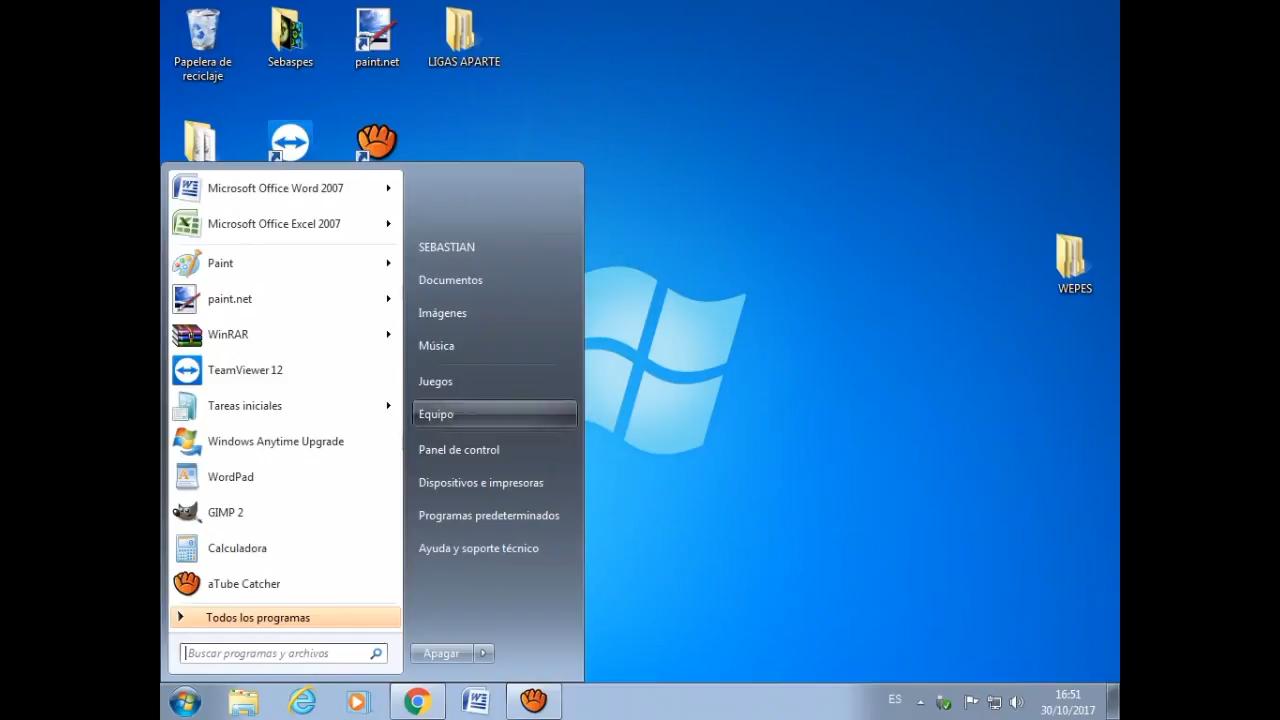 Papelera de
reciclaje
Sebaspes
paint.net
LIGAS APARTE
WEPES
Microsoft Office Word 2007
Microsoft Office Excel 2007
Paint
paint.net
WinRAR
TeamViewer 12
Tareas iniciales
Windows Anytime Upgrade
WordPad
GIMP 2
Calculadora
aTube Catcher
Todos los programas
Buscar programas y archivos
SEBASTIAN
Documentos
Imágenes
Música
Juegos
Equipo
Panel de control
Dispositivos e impresoras
Programas predeterminados
Ayuda y soporte técnico
Apagar
ES
16:51
30/10/2017